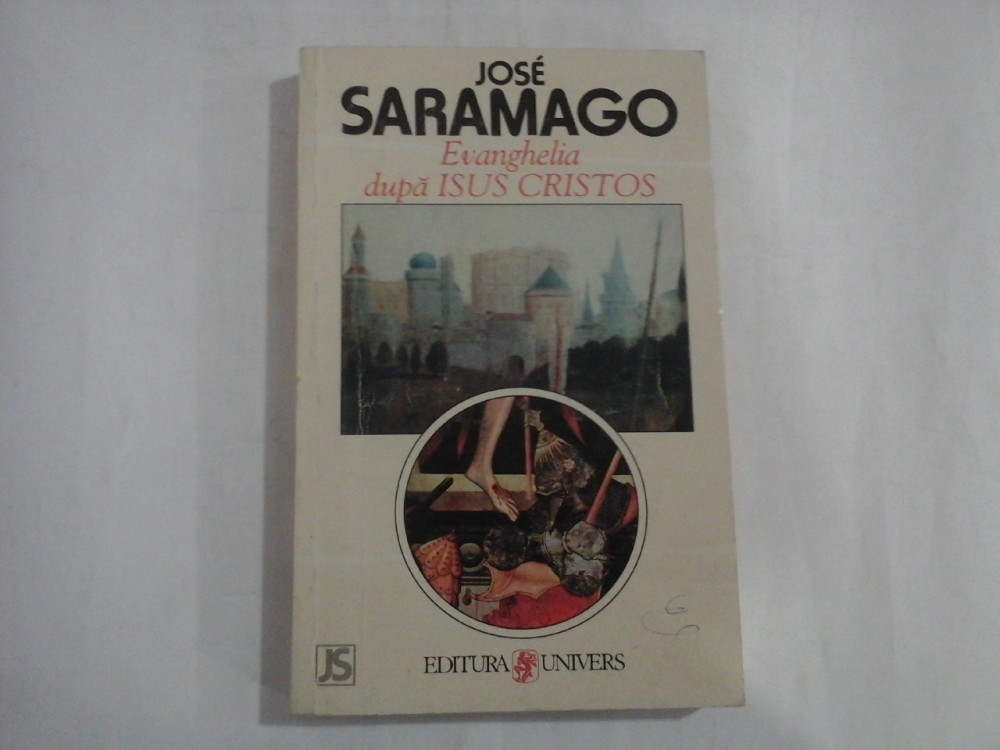 JOSÉ
SARAMAGO
Evanghelia
după ISUS CRISTOS
JS
EDITURA UNIVERS